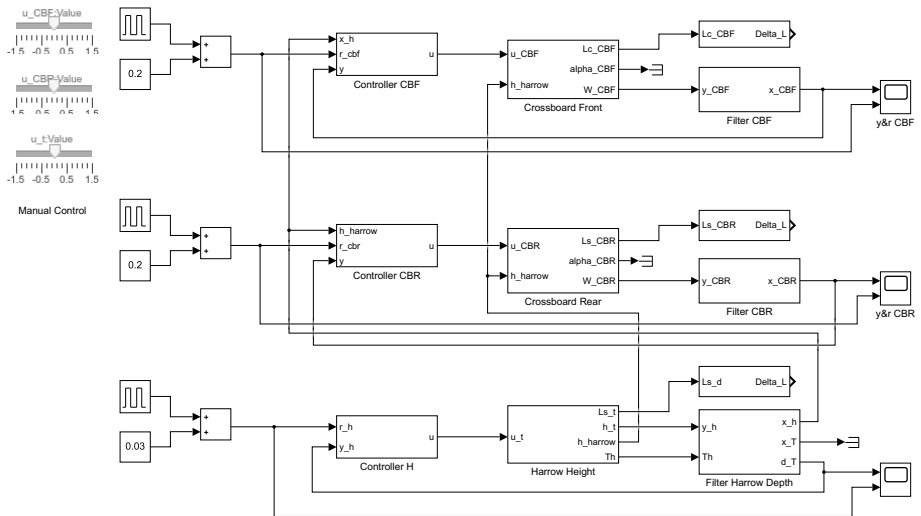 u_CBF:Value
-1.5 -0.5 0.5 1.5
u_CBR:Value
-1.5 -0.5 0.5 1.5
u_t:Value
-1.5 -0.5 0.5 1.5
Manual Control
0.2
+
+
x_h
r_cbf
y
u
Controller CBF
u_CBF
h_harrow
Lc_CBF
alpha_CBF
W_CBF
Crossboard Front
Lc_CBF Delta_L
y_CBF x_CBF
Filter CBF
y&r CBF
0.2
+
+
h_harrow
r_cbr
y
u
Controller CBR
u_CBR
h_harrow
Ls_CBR
alpha_CBR
W_CBR
Crossboard Rear
Ls_CBR Delta_L
y_CBR x_CBR
Filter CBR
y&r CBR
0.03
+
+
r_h
y_h
u
Controller H
u_t
Ls_t
h_t
h_harrow
Th
Harrow Height
Ls_d Delta_L
y_h
Th
x_h
x_T
d_T
Filter Harrow Depth